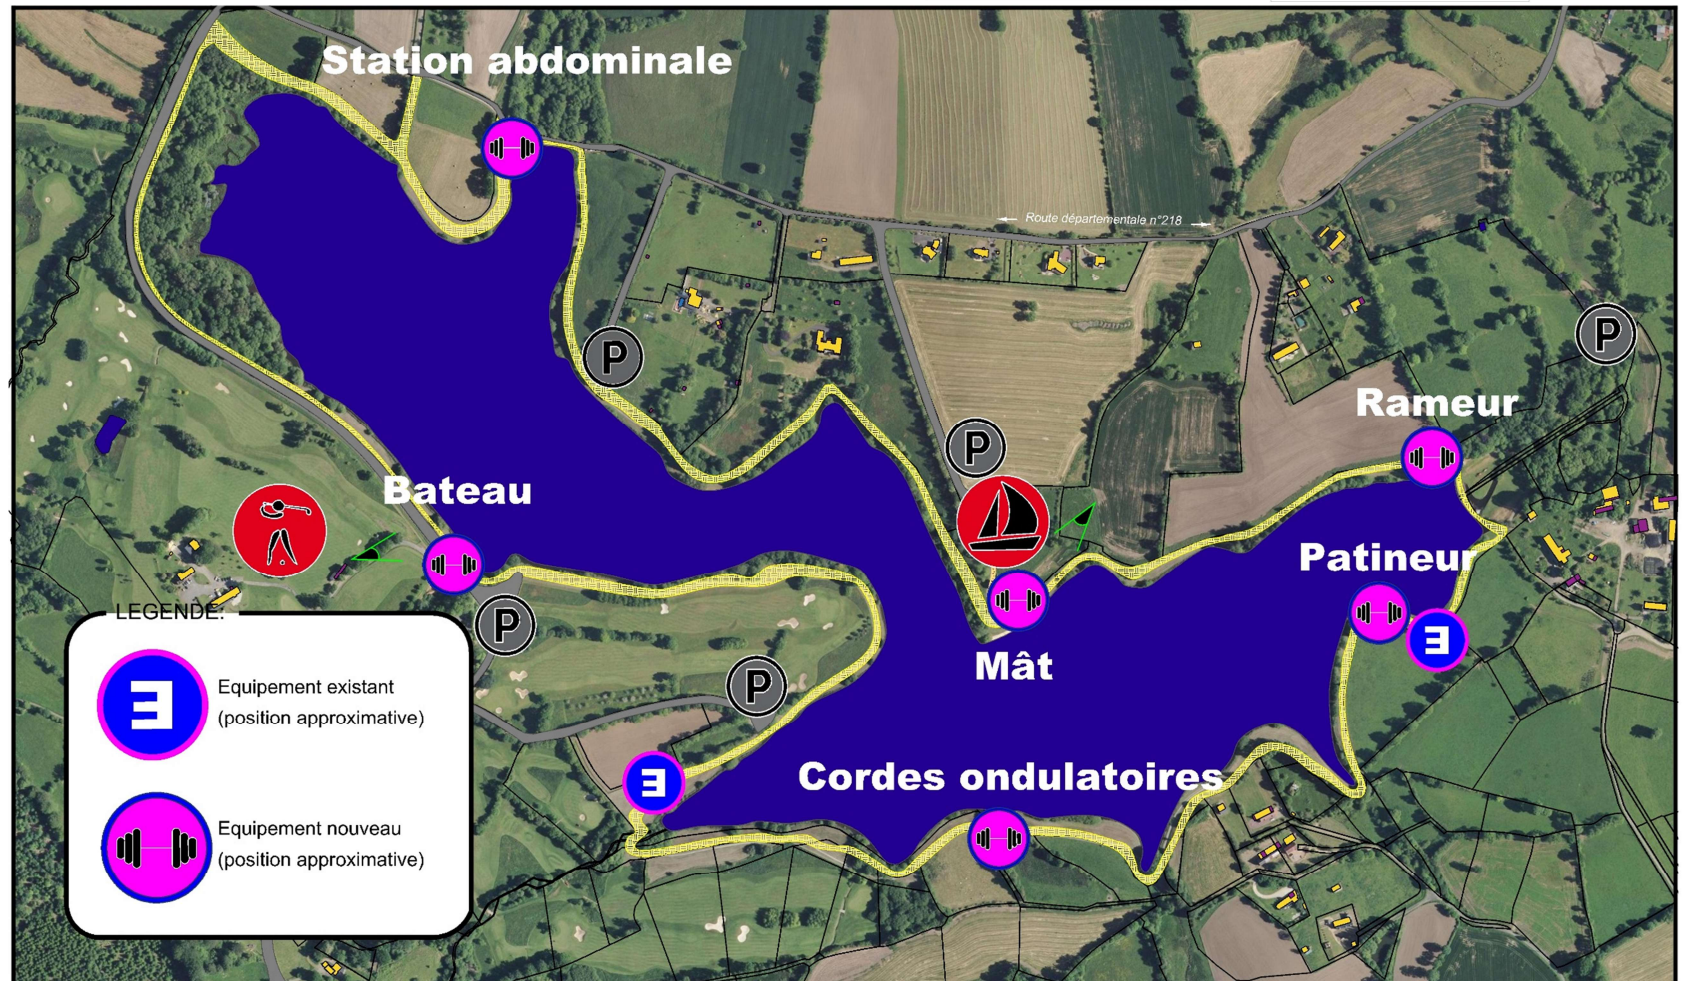 Station abdominale
Route départementale n°218
P
P
Rameur
P
Bateau
Patineur
E
P
Mât
P
E
Cordes ondulatoires
LEGENDE:
E
Equipement existant
(position approximative)
Equipement nouveau
(position approximative)